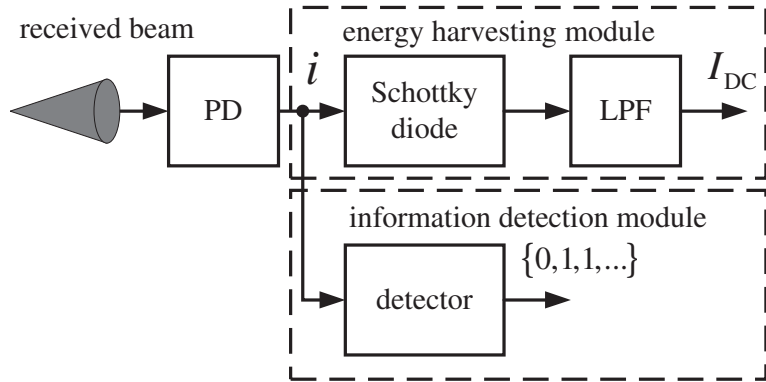 received beam
energy harvesting module
PD
i
Schottky
diode
LPF
I_DC
information detection module
detector
{0,1,1,...}